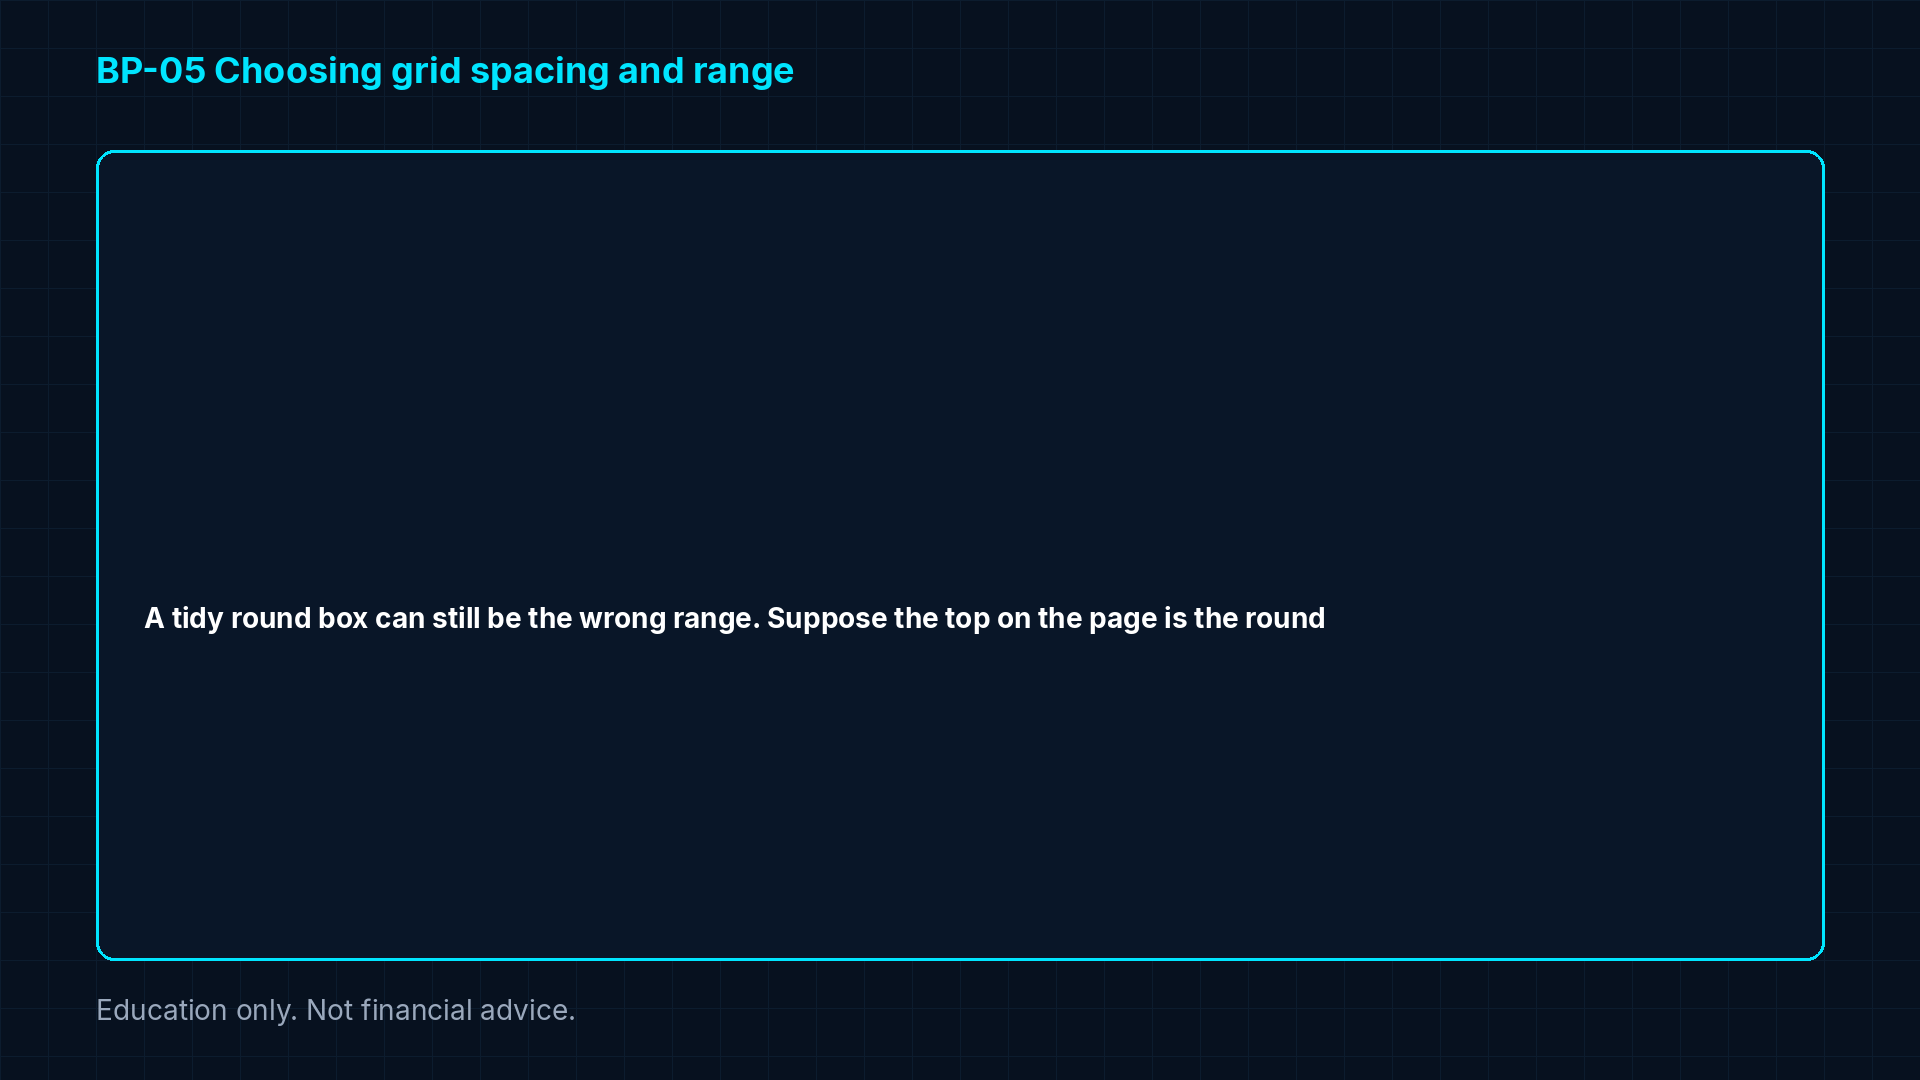 BP-05 Choosing grid spacing and range
A tidy round box can still be the wrong range. Suppose the top on the page is the round
Education only. Not financial advice.